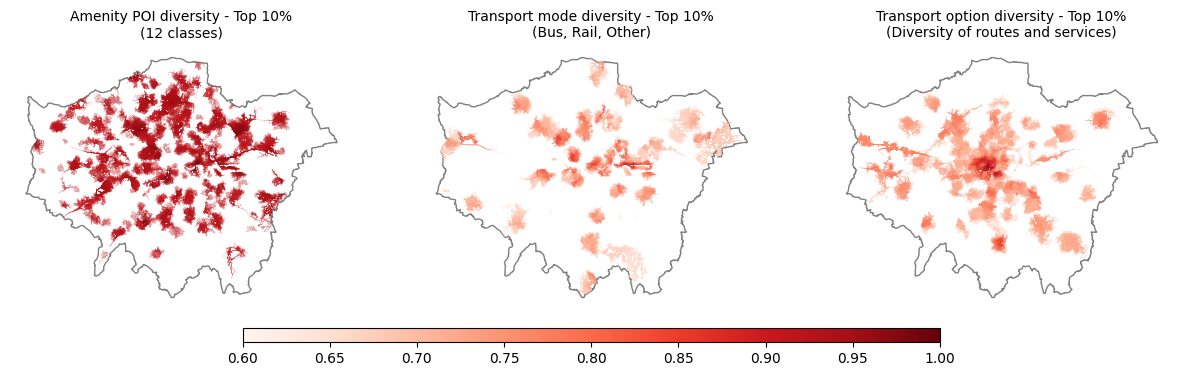 Amenity POI diversity - Top 10%
(12 classes)
Transport mode diversity - Top 10%
(Bus, Rail, Other)
Transport option diversity - Top 10%
(Diversity of routes and services)
0.60 0.65 0.70 0.75 0.80 0.85 0.90 0.95 1.00